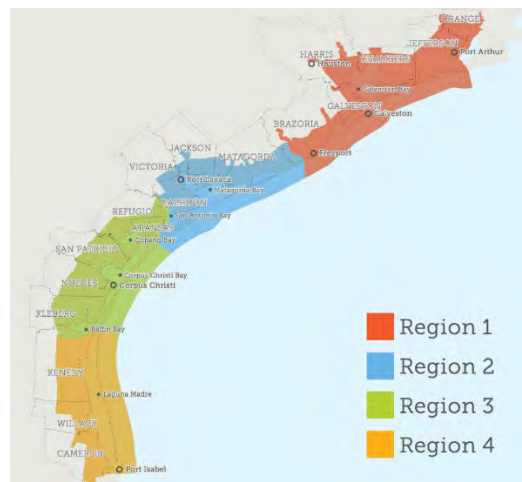 ORANGE
JEFFERSON
Port Arthur
HARRIS
Houston
CHAMBERS
Galveston Bay
GALVESTON
Galveston
BRAZORIA
Freeport
JACKSON
MATAGORDA
VICTORIA
Port Lavaca
Matagorda Bay
CALHOUN
San Antonio Bay
REFUGIO
ARANSAS
Copano Bay
SAN PATRICIO
Corpus Christi Bay
NUECES
Corpus Christi
KLEBERG
Baffin Bay
KENEDY
Laguna Madre
WILLACY
CAMERON
Port Isabel
Region 1
Region 2
Region 3
Region 4